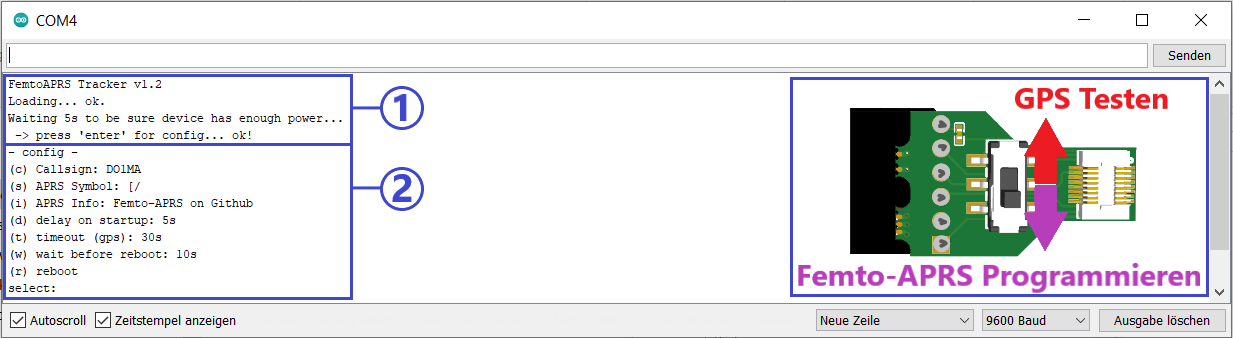 COM4
Senden
FemtoAPRS Tracker v1.2
Loading... ok.
Waiting 5s to be sure device has enough power...
-> press 'enter' for config... ok!
1
- config -
(c) Callsign: DO1MA
(s) APRS Symbol: [/
(i) APRS Info: Femto-APRS on Github
(d) delay on startup: 5s
(t) timeout (gps): 30s
(w) wait before reboot: 10s
(r) reboot
select:
2
GPS Testen
Femto-APRS Programmieren
Autoscroll
Zeitstempel anzeigen
Neue Zeile
9600 Baud
Ausgabe löschen